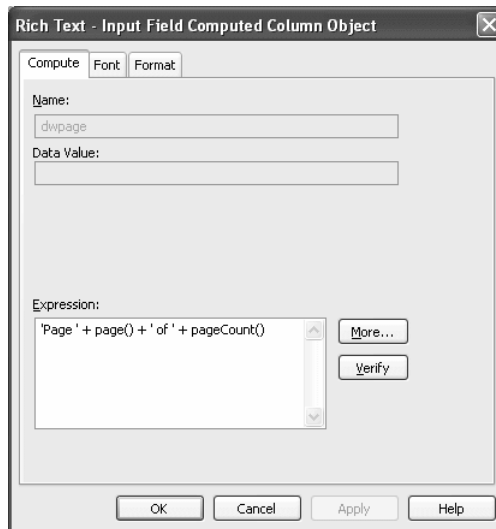 Rich Text - Input Field Computed Column Object
Compute Font Format
Name:
dwpage
Data Value:
Expression:
'Page ' + page() + ' of ' + pageCount()
More...
Verify
OK Cancel Apply Help